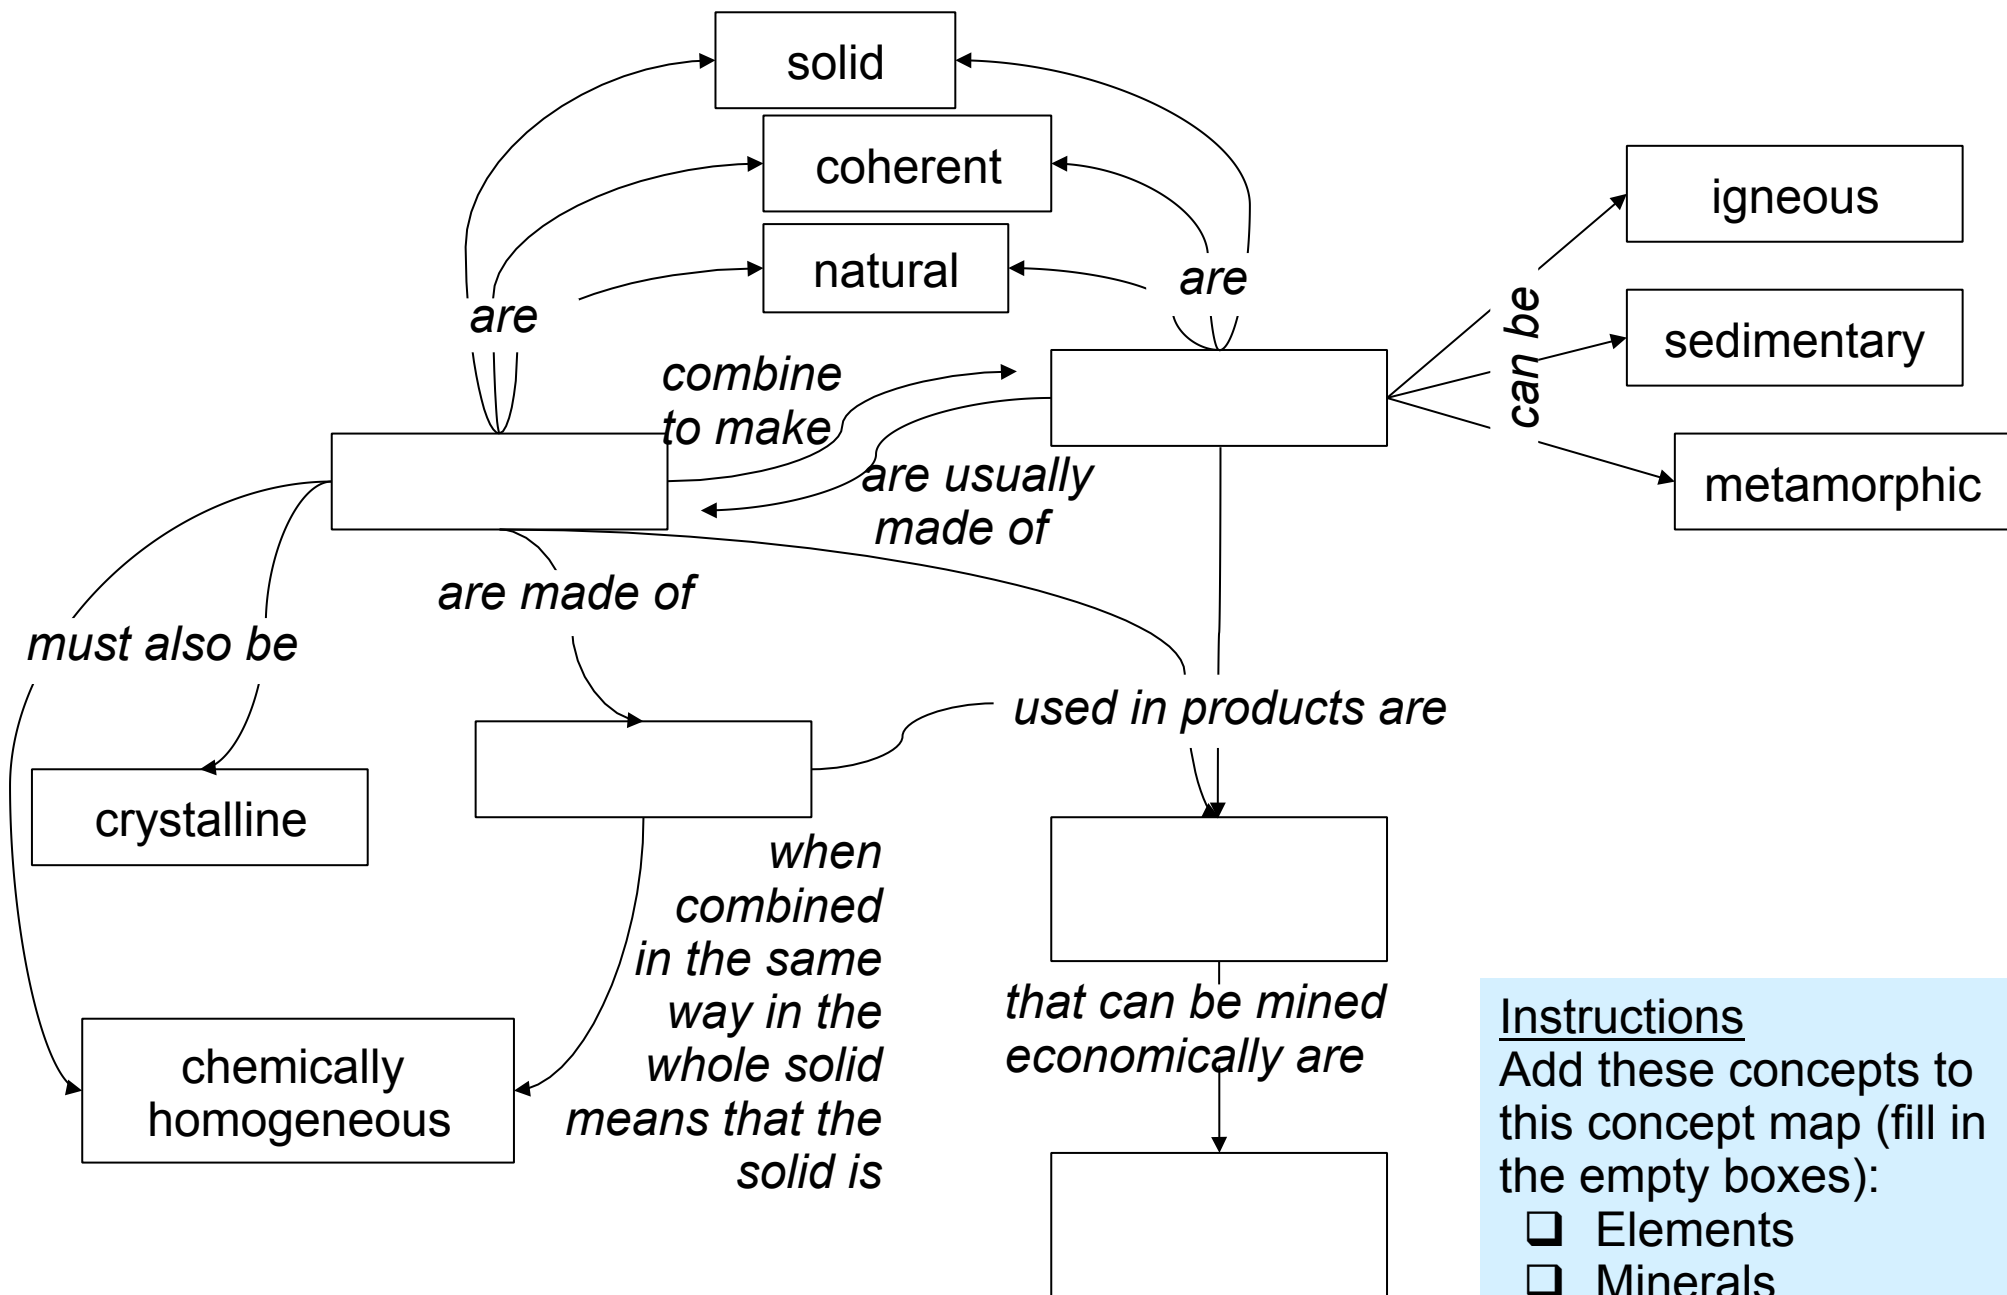 solid
coherent
natural
are
are
igneous
sedimentary
metamorphic
can be
combine
to make
are usually
made of
are made of
must also be
used in products are
crystalline
when
combined
in the same
way in the
whole solid
means that the
solid is
chemically
homogeneous
that can be mined
economically are
Instructions
Add these concepts to
this concept map (fill in
the empty boxes):
❑ Elements
❑ Minerals